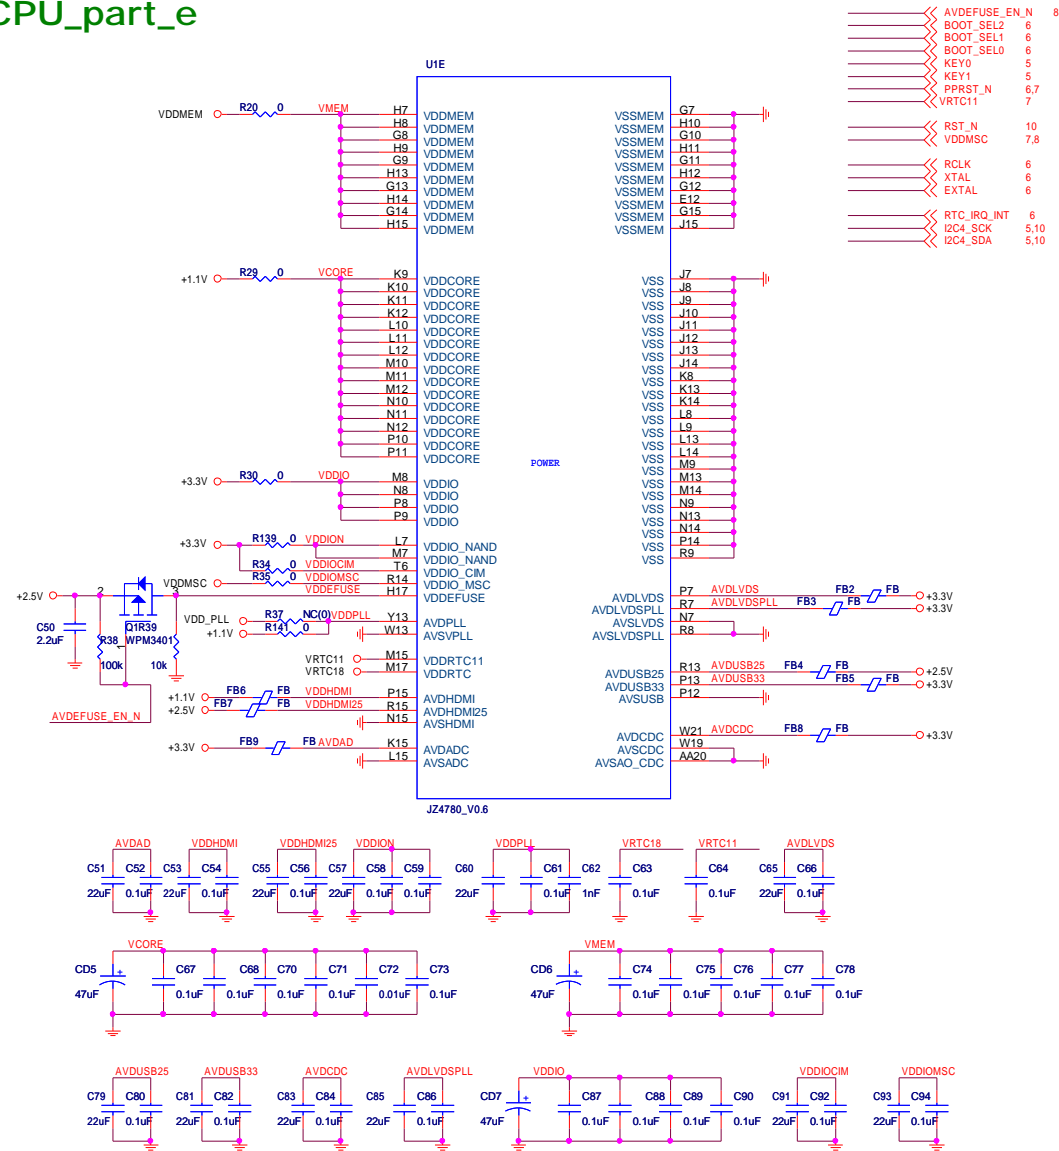 CPU_part_e
AVDEFUSE_EN_N 8
BOOT_SEL2 6
BOOT_SEL1 6
BOOT_SEL0 6
KEY0 5
KEY1 5
PPRST_N 6,7
VRTC11 7
RST_N 10
VDDMSC 7,8
RCLK 6
XTAL 6
EXTAL 6
RTC_IRQ_INT 6
I2C4_SCK 5,10
I2C4_SDA 5,10
U1E
VDDMEM R20 0 VMEM H7 VDDMEM VSSMEM G7
H8 VDDMEM VSSMEM H10
G8 VDDMEM VSSMEM G10
H9 VDDMEM VSSMEM H11
G9 VDDMEM VSSMEM G11
H13 VDDMEM VSSMEM H12
G13 VDDMEM VSSMEM G12
H14 VDDMEM VSSMEM E12
G14 VDDMEM VSSMEM G15
H15 VDDMEM VSSMEM J15
+1.1V R29 0 VCORE K9 VDDCORE VSS J7
K10 VDDCORE VSS J8
K11 VDDCORE VSS J9
K12 VDDCORE VSS J10
L10 VDDCORE VSS J11
L11 VDDCORE VSS J12
L12 VDDCORE VSS J13
M10 VDDCORE VSS J14
M11 VDDCORE VSS K8
M12 VDDCORE VSS K13
N10 VDDCORE VSS K14
N11 VDDCORE VSS L8
N12 VDDCORE VSS L9
P10 VDDCORE VSS L13
P11 VDDCORE VSS L14
POWER
VSS M9
+3.3V R30 0 VDDIO M8 VDDIO VSS M13
N8 VDDIO VSS M14
P8 VDDIO VSS N9
P9 VDDIO VSS N13
VSS N14
+3.3V R139 0 VDDION L7 VDDIO_NAND VSS P14
M7 VDDIO_NAND VSS R9
R34 0 VDDIOCIM T6 VDDIO_CIM
VDDMSC R35 0 VDDIOMSC R14 VDDIO_MSC
+2.5V 2 3 VDDEFUSE H17 VDDEFUSE
C50 2.2uF
Q1 WPM3401 1
R38 100k
R39 10k
AVDEFUSE_EN_N
AVDLVDS P7 AVDLVDS FB2 FB +3.3V
AVDLVDSPLL R7 AVDLVDSPLL FB3 FB +3.3V
AVSLVDS N7
AVSLVDSPLL R8
VDD_PLL R37 NC(0) VDDPLL Y13 AVDPLL
+1.1V R141 0 W13 AVSVPLL
VRTC11 M15 VDDRTC11
VRTC18 M17 VDDRTC
AVDUSB25 R13 AVDUSB25 FB4 FB +2.5V
AVDUSB33 P13 AVDUSB33 FB5 FB +3.3V
AVSUSB P12
+1.1V FB6 FB VDDHDMI P15 AVDHDMI
+2.5V FB7 FB VDDHDMI25 R15 AVDHDMI25
N15 AVSHDMI
AVDCDC W21 AVDCDC FB8 FB +3.3V
AVSCDC W19
AVSAO_CDC AA20
+3.3V FB9 FB AVDAD K15 AVDADC
L15 AVSADC
JZ4780_V0.6
AVDAD VDDHDMI VDDHDMI25 VDDION VDDPLL VRTC18 VRTC11 AVDLVDS
C51 C52 C53 C54 C55 C56 C57 C58 C59 C60 C61 C62 C63 C64 C65 C66
22uF 0.1uF 22uF 0.1uF 22uF 0.1uF 22uF 0.1uF 0.1uF 22uF 0.1uF 1nF 0.1uF 0.1uF 22uF 0.1uF
VCORE VMEM
CD5 C67 C68 C70 C71 C72 C73 CD6 C74 C75 C76 C77 C78
47uF 0.1uF 0.1uF 0.1uF 0.1uF 0.01uF 0.1uF 47uF 0.1uF 0.1uF 0.1uF 0.1uF 0.1uF
AVDUSB25 AVDUSB33 AVDCDC AVDLVDSPLL VDDIO VDDIOCIM VDDIOMSC
C79 C80 C81 C82 C83 C84 C85 C86 CD7 C87 C88 C89 C90 C91 C92 C93 C94
22uF 0.1uF 22uF 0.1uF 22uF 0.1uF 22uF 0.1uF 47uF 0.1uF 0.1uF 0.1uF 0.1uF 22uF 0.1uF 22uF 0.1uF